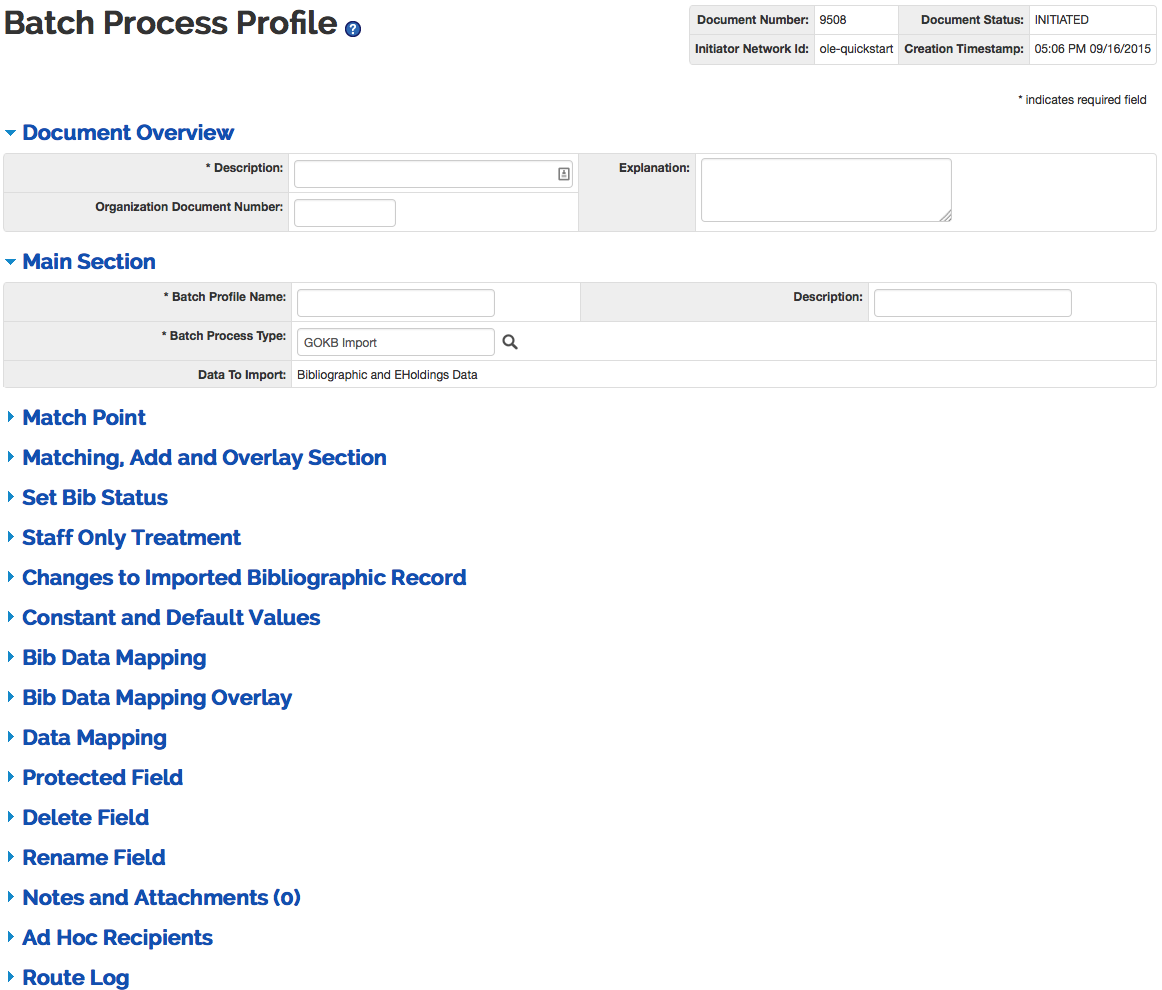 Batch Process Profile ?
Document Number: 9508 Document Status: INITIATED
Initiator Network Id: ole-quickstart Creation Timestamp: 05:06 PM 09/16/2015
* indicates required field
Document Overview
* Description: Explanation:
Organization Document Number:
Main Section
* Batch Profile Name: Description:
* Batch Process Type: GOKB Import
Data To Import: Bibliographic and EHoldings Data
Match Point
Matching, Add and Overlay Section
Set Bib Status
Staff Only Treatment
Changes to Imported Bibliographic Record
Constant and Default Values
Bib Data Mapping
Bib Data Mapping Overlay
Data Mapping
Protected Field
Delete Field
Rename Field
Notes and Attachments (0)
Ad Hoc Recipients
Route Log